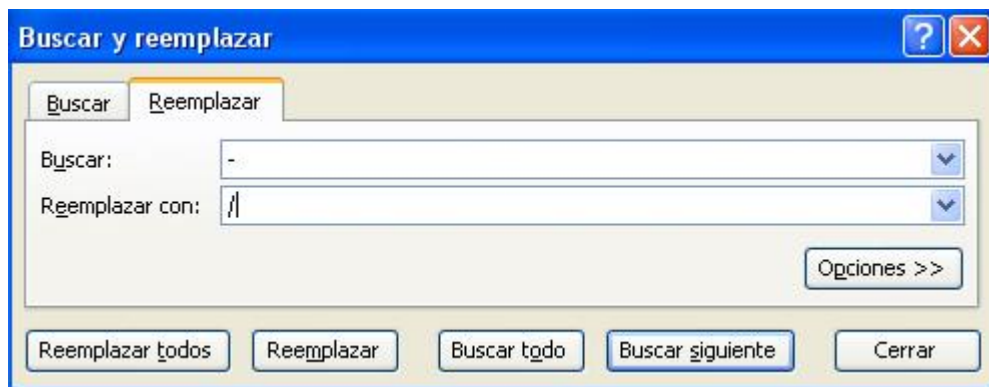 Buscar y reemplazar
Buscar Reemplazar
Buscar: -
Reemplazar con: /
Opciones >>
Reemplazar todos Reemplazar Buscar todo Buscar siguiente Cerrar